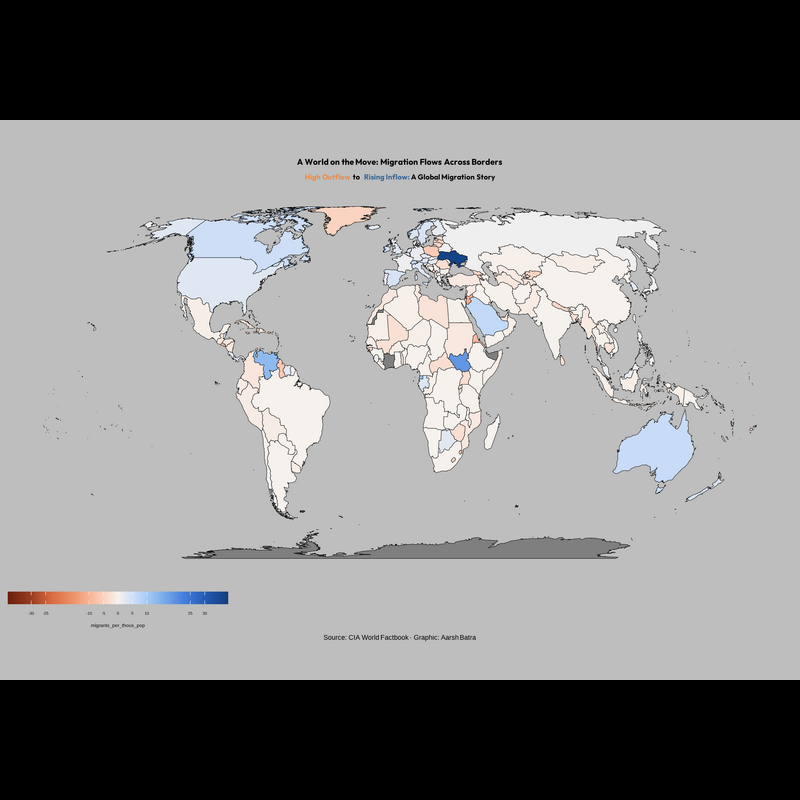 A World on the Move: Migration Flows Across Borders
High Outflow to Rising Inflow: A Global Migration Story
-30 -25 -10 -5 0 5 10 25 30
migrants_per_thous_pop
Source: CIA World Factbook · Graphic: Aarsh Batra